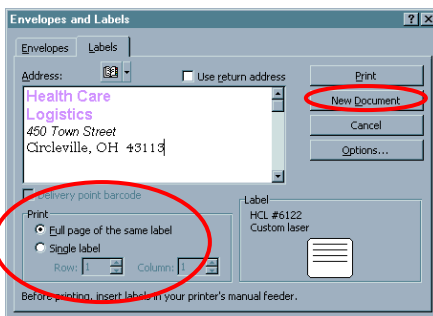 Envelopes and Labels
Envelopes Labels
Address: Use return address
Print
Health Care
Logistics
450 Town Street
Circleville, OH 43113
New Document
Cancel
Options...
Delivery point barcode
Print
Full page of the same label
Single label
Row: 1 Column: 1
Label
HCL #6122
Custom laser
Before printing, insert labels in your printer's manual feeder.